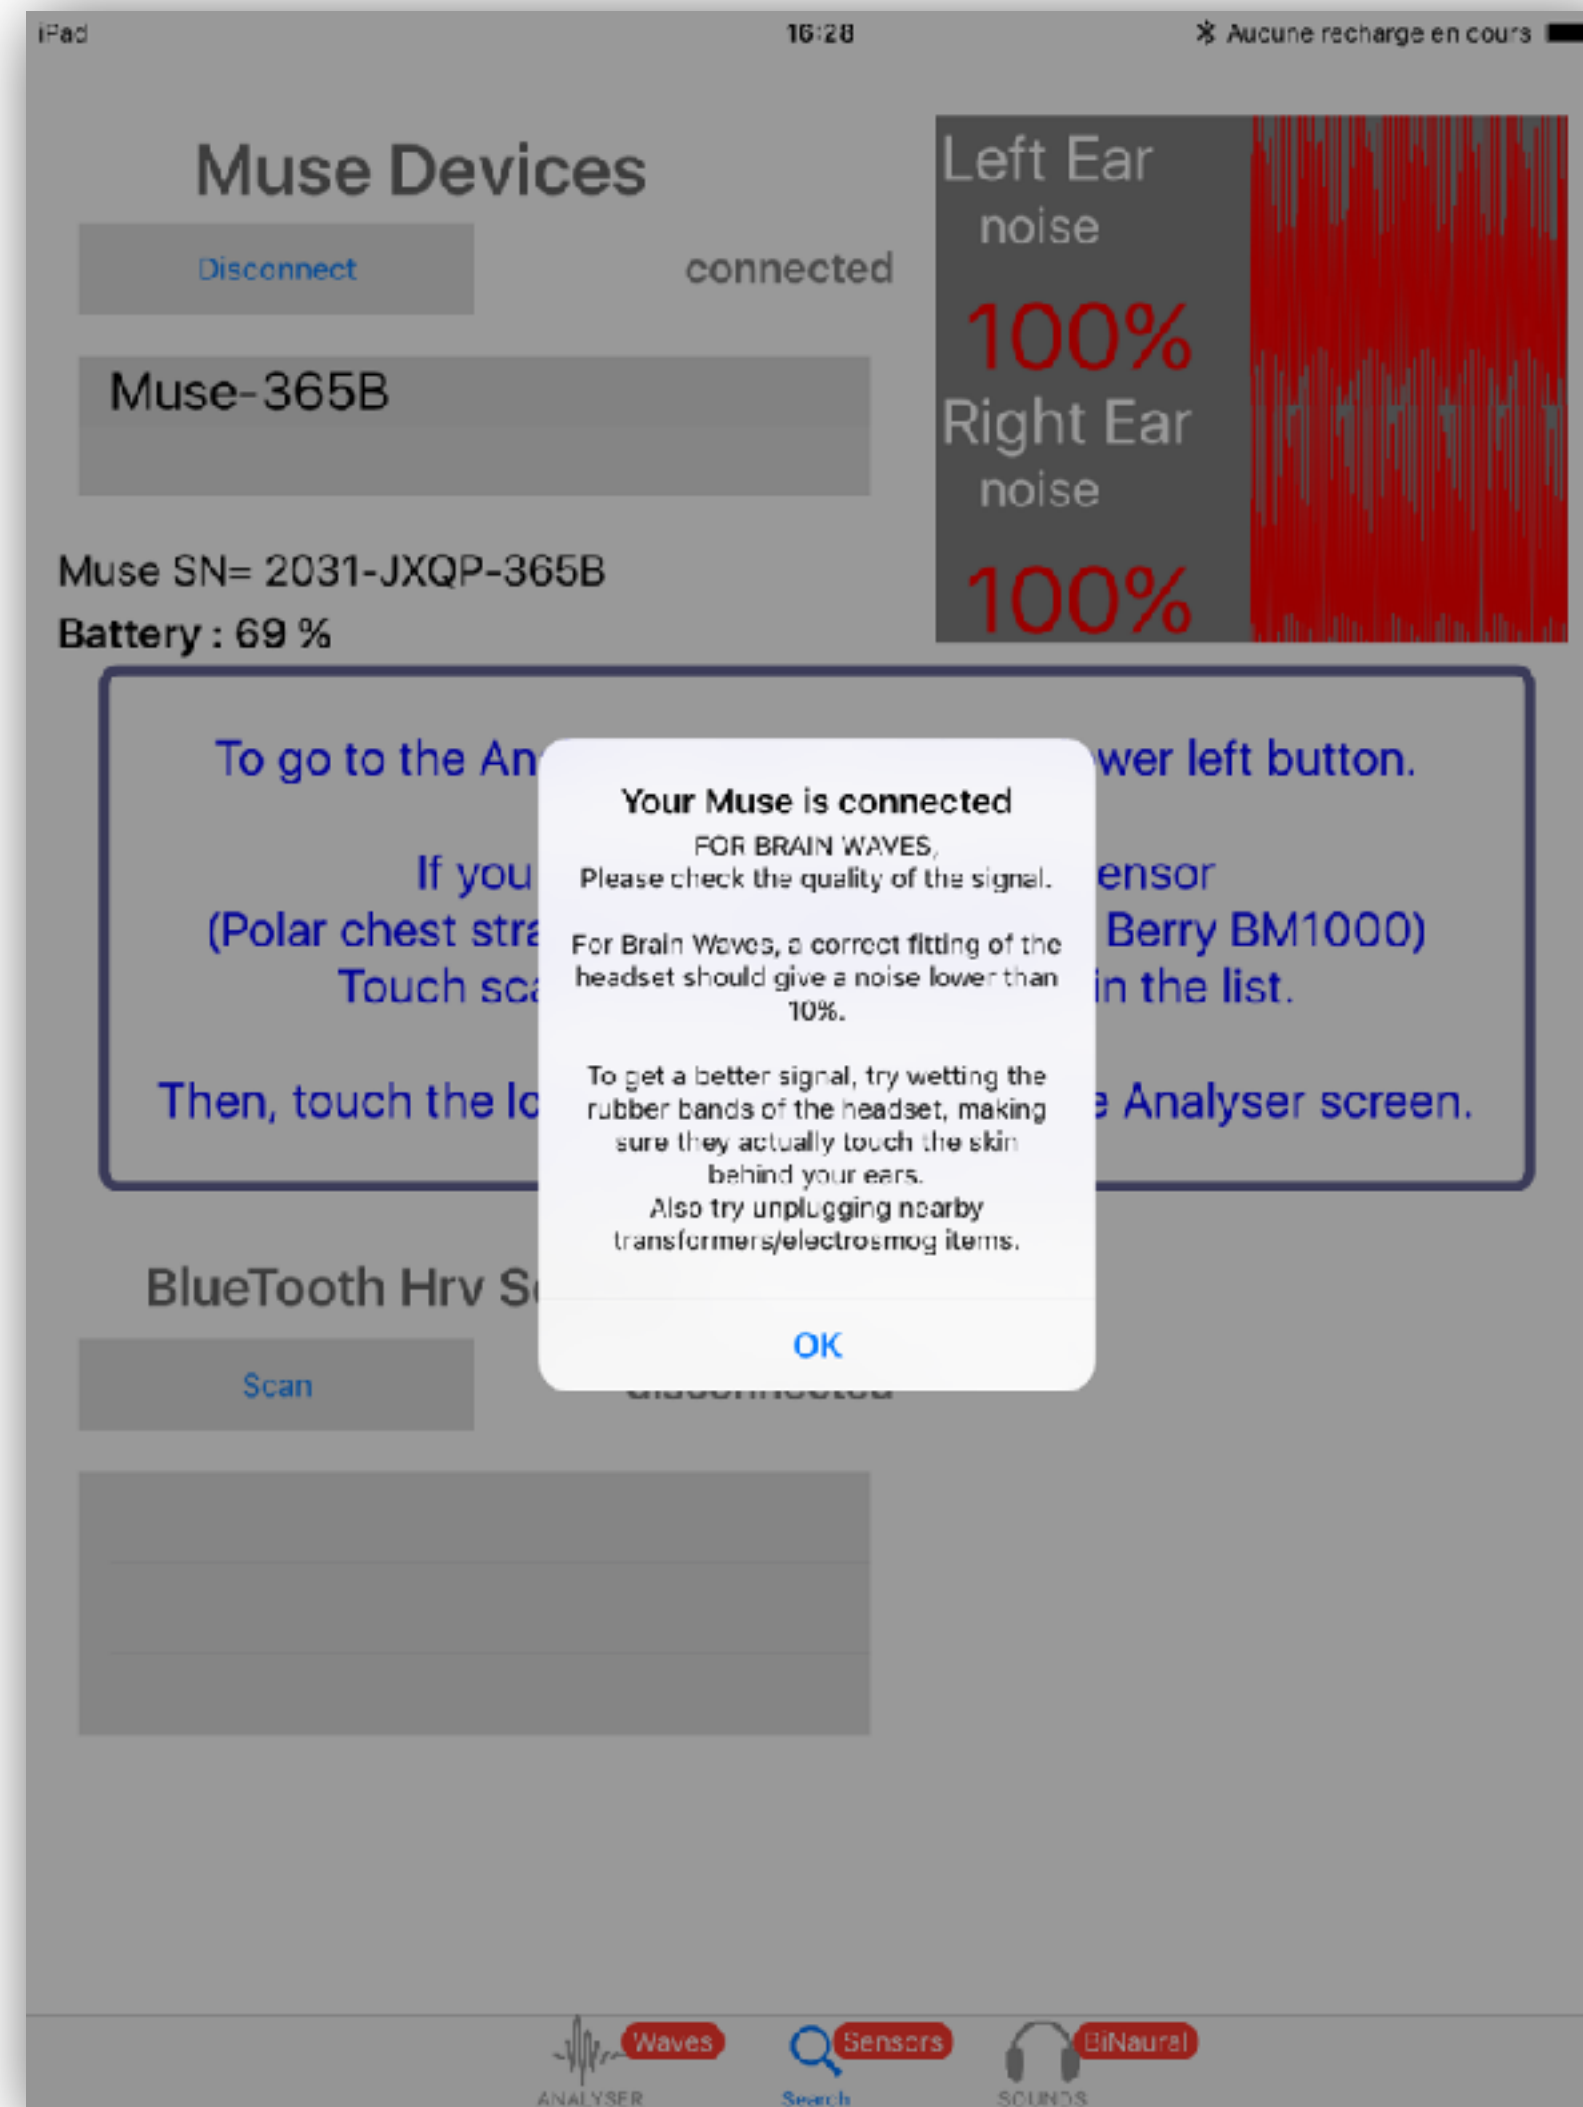 iPad
16:28
Aucune recharge en cours
Muse Devices
Disconnect
connected
Muse-365B
Muse SN= 2031-JXQP-365B
Battery : 69 %
Left Ear
noise
100%
Right Ear
noise
100%
To go to the An wer left button.
If you ensor
(Polar chest stra Berry BM1000)
Touch sca in the list.
Then, touch the lo e Analyser screen.
Your Muse is connected
FOR BRAIN WAVES,
Please check the quality of the signal.
For Brain Waves, a correct fitting of the
headset should give a noise lower than
10%.
To get a better signal, try wetting the
rubber bands of the headset, making
sure they actually touch the skin
behind your ears.
Also try unplugging nearby
transformers/electrosmog items.
OK
BlueTooth Hrv Se
Scan
disconnected
Waves
ANALYSER
Sensors
Search
BiNaural
SOUNDS